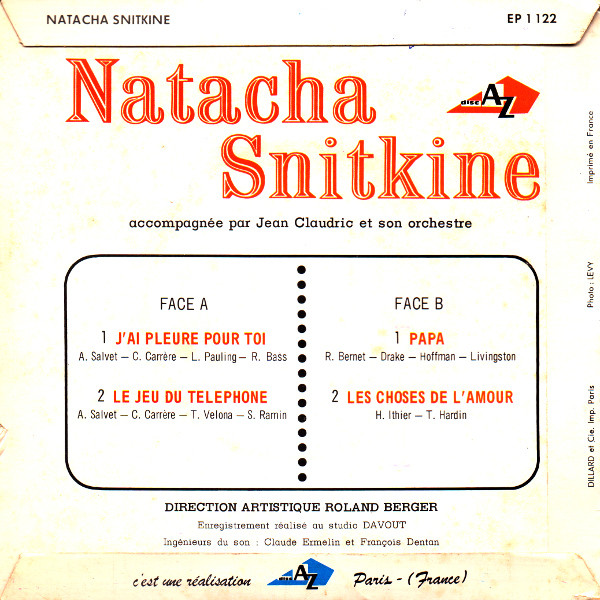 NATACHA SNITKINE
EP 1122
Natacha
disc AZ
Snitkine
accompagnée par Jean Claudric et son orchestre
FACE A
1 J'AI PLEURE POUR TOI
A. Salvet – C. Carrère – L. Pauling – R. Bass
2 LE JEU DU TELEPHONE
A. Salvet – C. Carrère – T. Velona – S. Ramin
FACE B
1 PAPA
R. Bernet – Drake – Hoffman – Livingston
2 LES CHOSES DE L'AMOUR
H. Ithier – T. Hardin
DIRECTION ARTISTIQUE ROLAND BERGER
Enregistrement réalisé au studio DAVOUT
Ingénieurs du son : Claude Ermelin et François Dentan
c'est une réalisation disc AZ Paris - (France)
Imprimé en France
Photo : LEVY
DILLARD et Cie. Imp. Paris